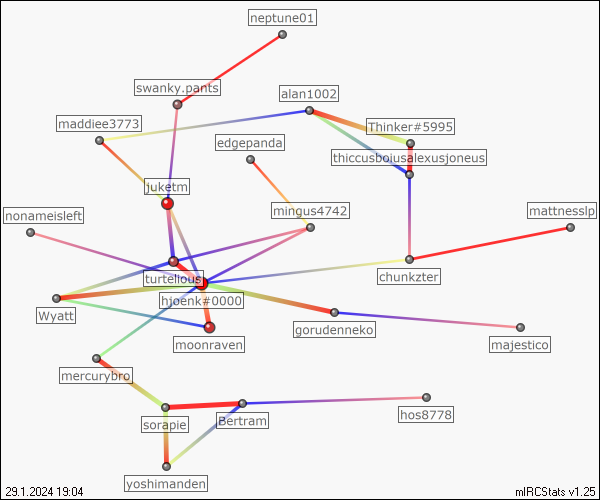 neptune01
swanky.pants
alan1002
maddiee3773
Thinker#5995
edgepanda
thiccusbojusalexusjoneus
juketm
nonameisleft
mingus4742
mattnesslp
turtelious
chunkzter
hjoenk#0000
Wyatt
gorudenneko
moonraven
majestico
mercurybro
hos8778
Bertram
sorapie
yoshimanden
29.1.2024 19:04
mIRCStats v1.25